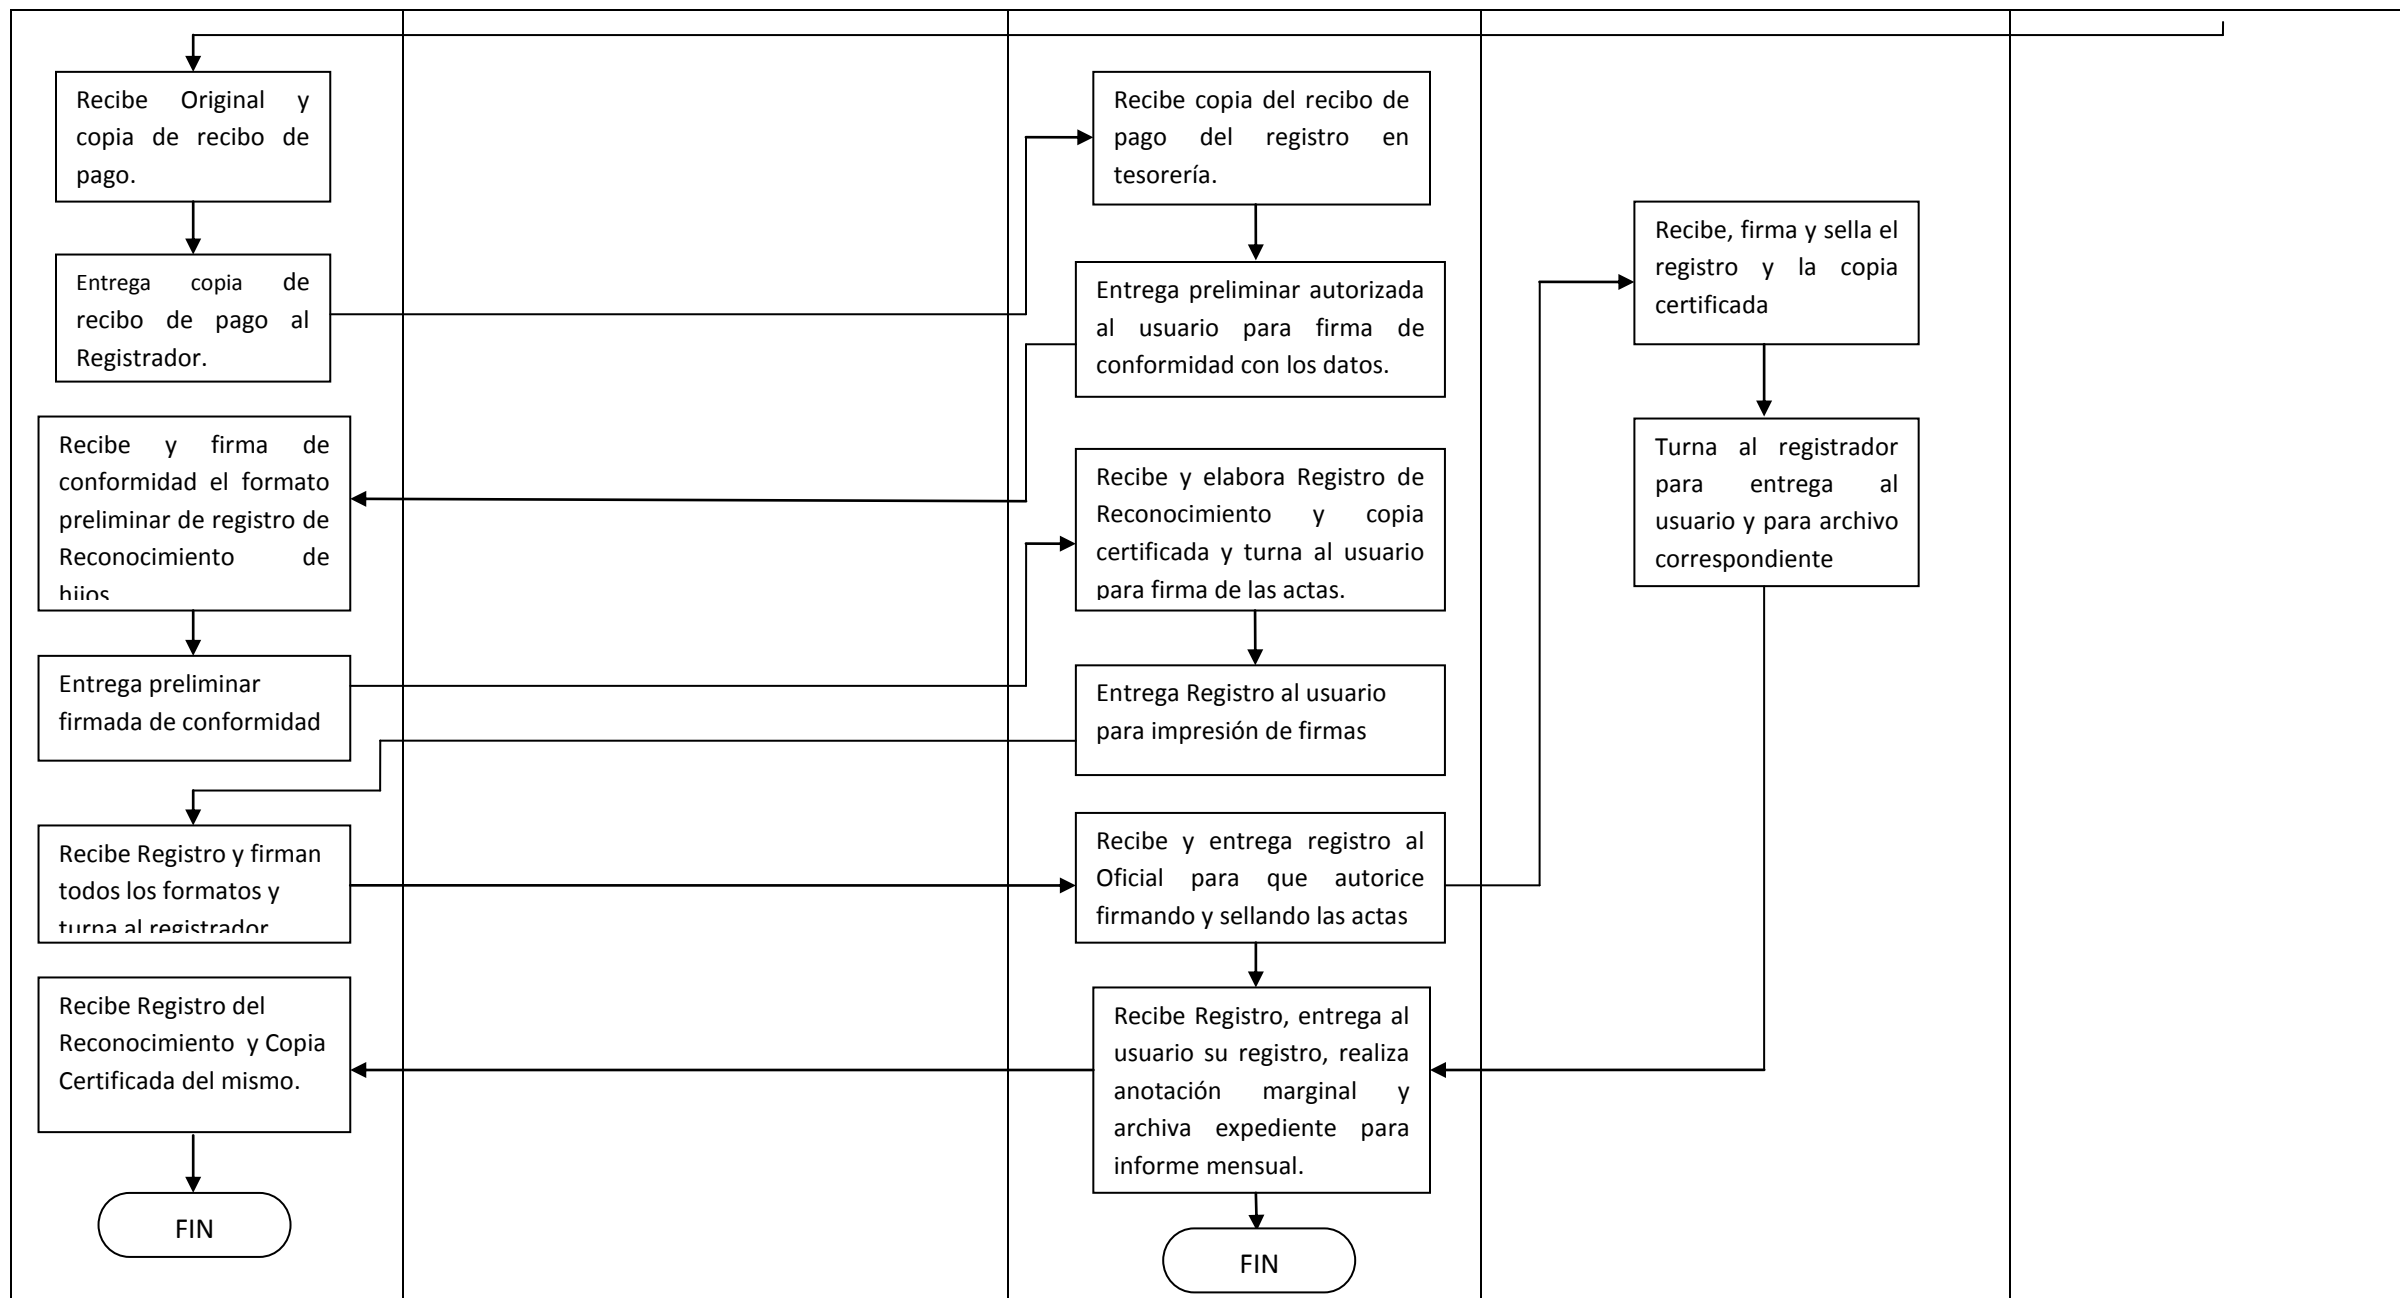 Recibe Original y
copia de recibo de
pago.
Entrega copia de
recibo de pago al
Registrador.
Recibe y firma de
conformidad el formato
preliminar de registro de
Reconocimiento de
hijos
Entrega preliminar
firmada de conformidad
Recibe Registro y firman
todos los formatos y
turna al registrador
Recibe Registro del
Reconocimiento y Copia
Certificada del mismo.
FIN
Recibe copia del recibo de
pago del registro en
tesorería.
Entrega preliminar autorizada
al usuario para firma de
conformidad con los datos.
Recibe y elabora Registro de
Reconocimiento y copia
certificada y turna al usuario
para firma de las actas.
Entrega Registro al usuario
para impresión de firmas
Recibe y entrega registro al
Oficial para que autorice
firmando y sellando las actas
Recibe Registro, entrega al
usuario su registro, realiza
anotación marginal y
archiva expediente para
informe mensual.
FIN
Recibe, firma y sella el
registro y la copia
certificada
Turna al registrador
para entrega al
usuario y para archivo
correspondiente